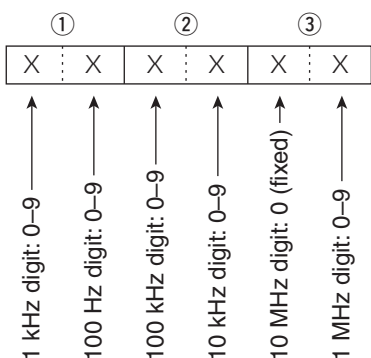 ① ② ③
X X X X X X
1 kHz digit: 0–9
100 Hz digit: 0–9
100 kHz digit: 0–9
10 kHz digit: 0–9
10 MHz digit: 0 (fixed)
1 MHz digit: 0–9